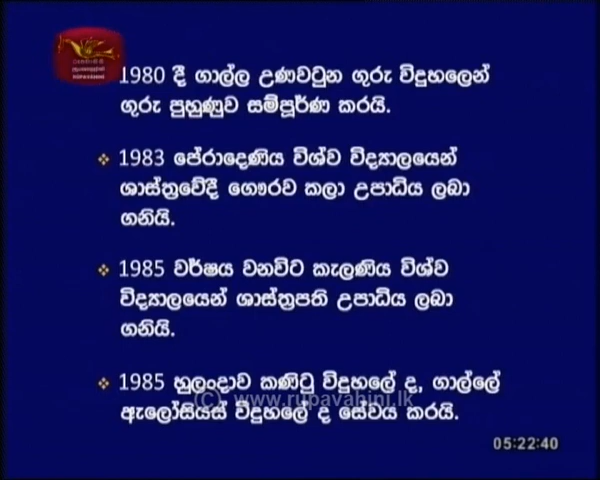 1980 දී ගාල්ල උණවටුන ගුරු විදුහලෙන්
ගුරු පුහුණුව සම්පූර්ණ කරයි.
1983 පේරාදෙණිය විශ්ව විද්‍යාලයෙන්
ශාස්ත්‍රවේදී ගෞරව කලා උපාධිය ලබා
ගනියි.
1985 වර්ෂය වනවිට කැලණිය විශ්ව
විද්‍යාලයෙන් ශාස්ත්‍රපති උපාධිය ලබා
ගනියි.
1985 හුලංදාව කණිටු විදුහලේ ද, ගාල්ලේ
(C) www.rupavahini.lk
ඇලෝසියස් විදුහලේ ද සේවය කරයි.
05:22:40